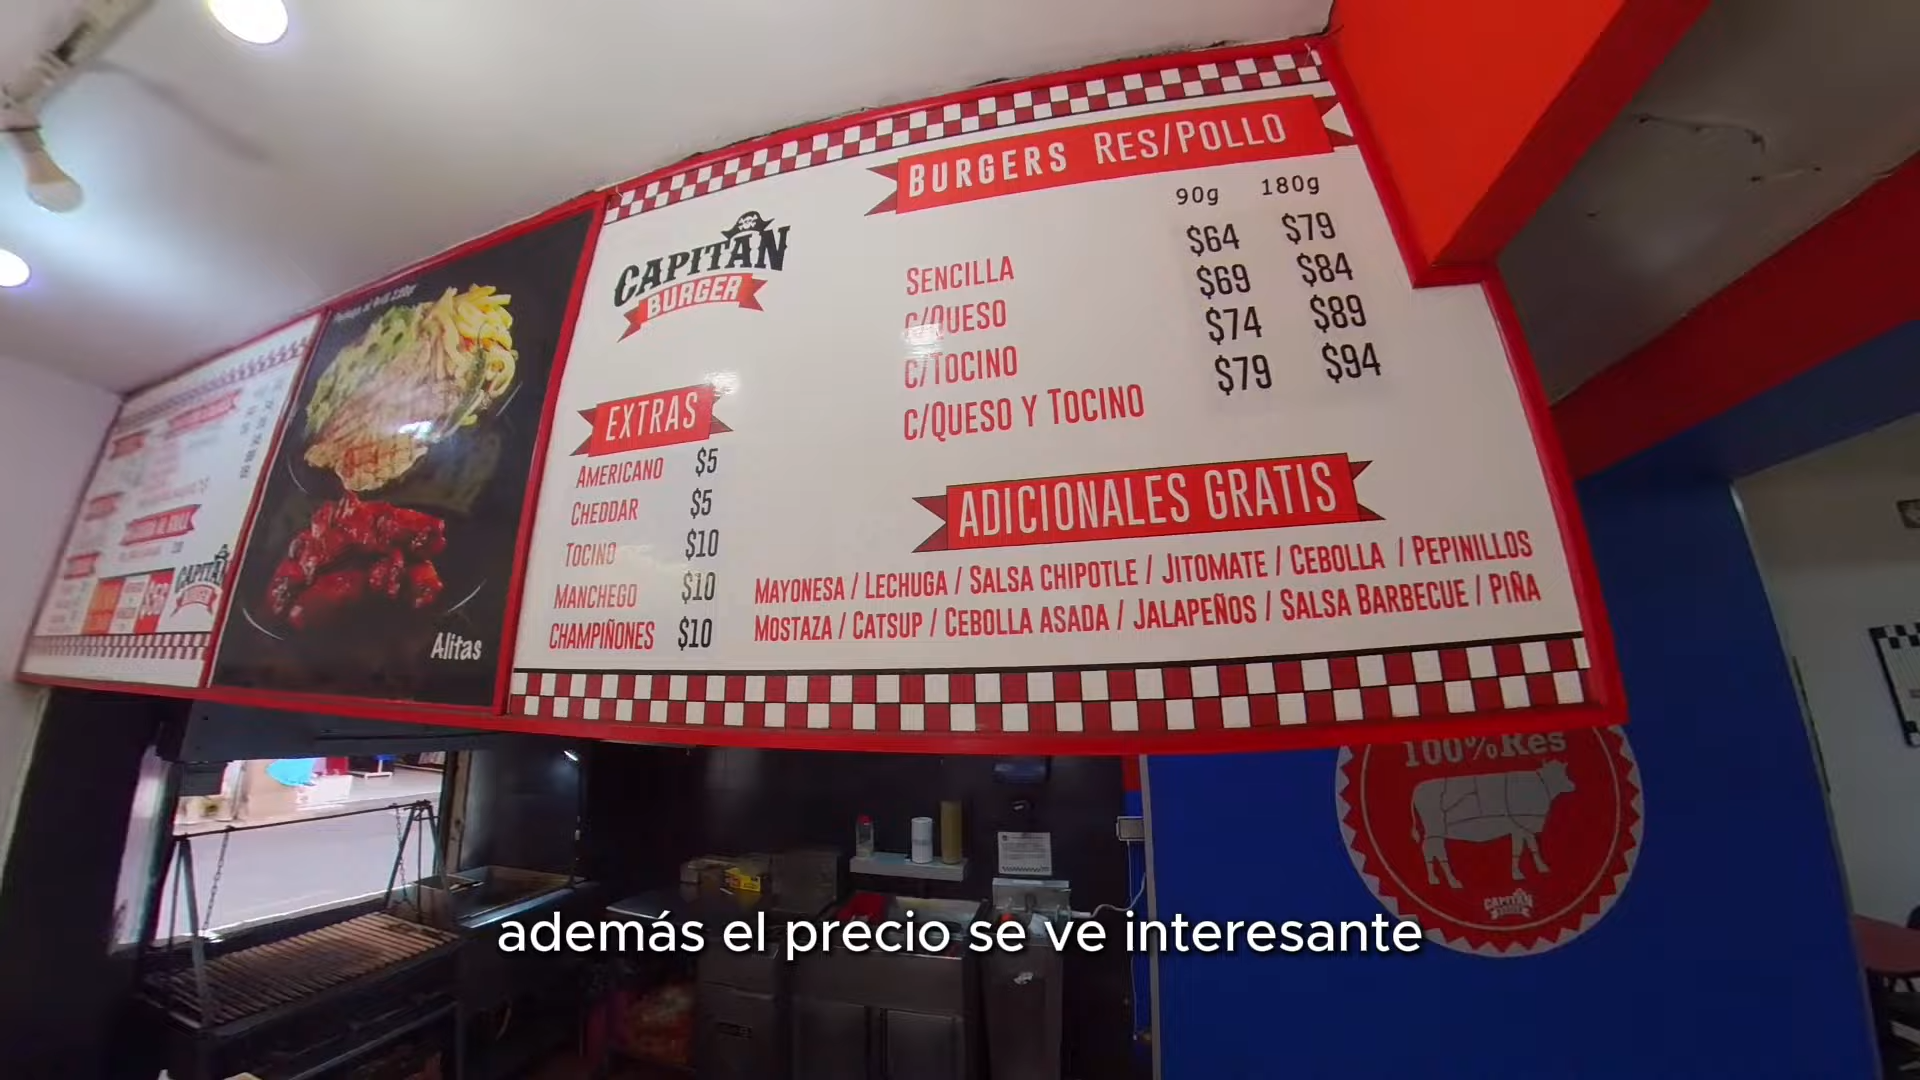 BURGERS RES/POLLO
90g 180g
CAPITÁN
BURGER
SENCILLA $64 $79
C/QUESO $69 $84
C/TOCINO $74 $89
C/QUESO Y TOCINO $79 $94
EXTRAS
AMERICANO $5
CHEDDAR $5
TOCINO $10
MANCHEGO $10
CHAMPIÑONES $10
ADICIONALES GRATIS
MAYONESA / LECHUGA / SALSA CHIPOTLE / JITOMATE / CEBOLLA / PEPINILLOS
MOSTAZA / CATSUP / CEBOLLA ASADA / JALAPEÑOS / SALSA BARBECUE / PIÑA
Alitas
CAPITÁN
BURGER
100% Res
CAPITÁN
además el precio se ve interesante